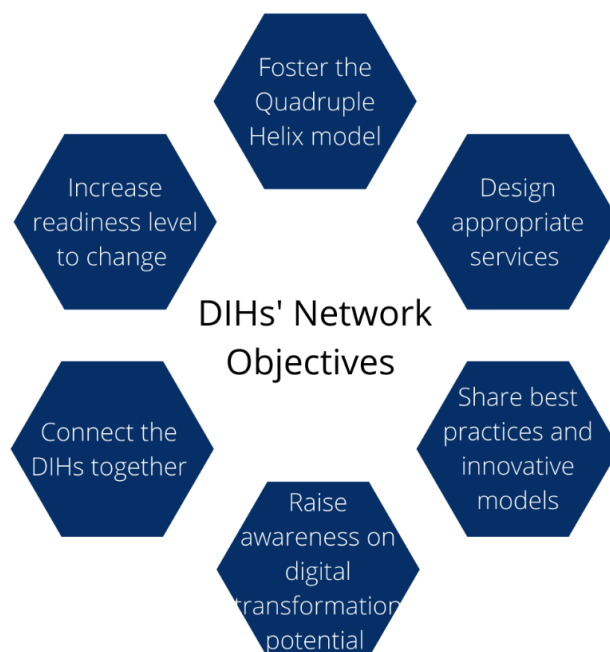 Foster the
Quadruple
Helix model
Increase
readiness level
to change
Design
appropriate
services
DIHs' Network
Objectives
Connect the
DIHs together
Share best
practices and
innovative
models
Raise
awareness on
digital
transformation
potential